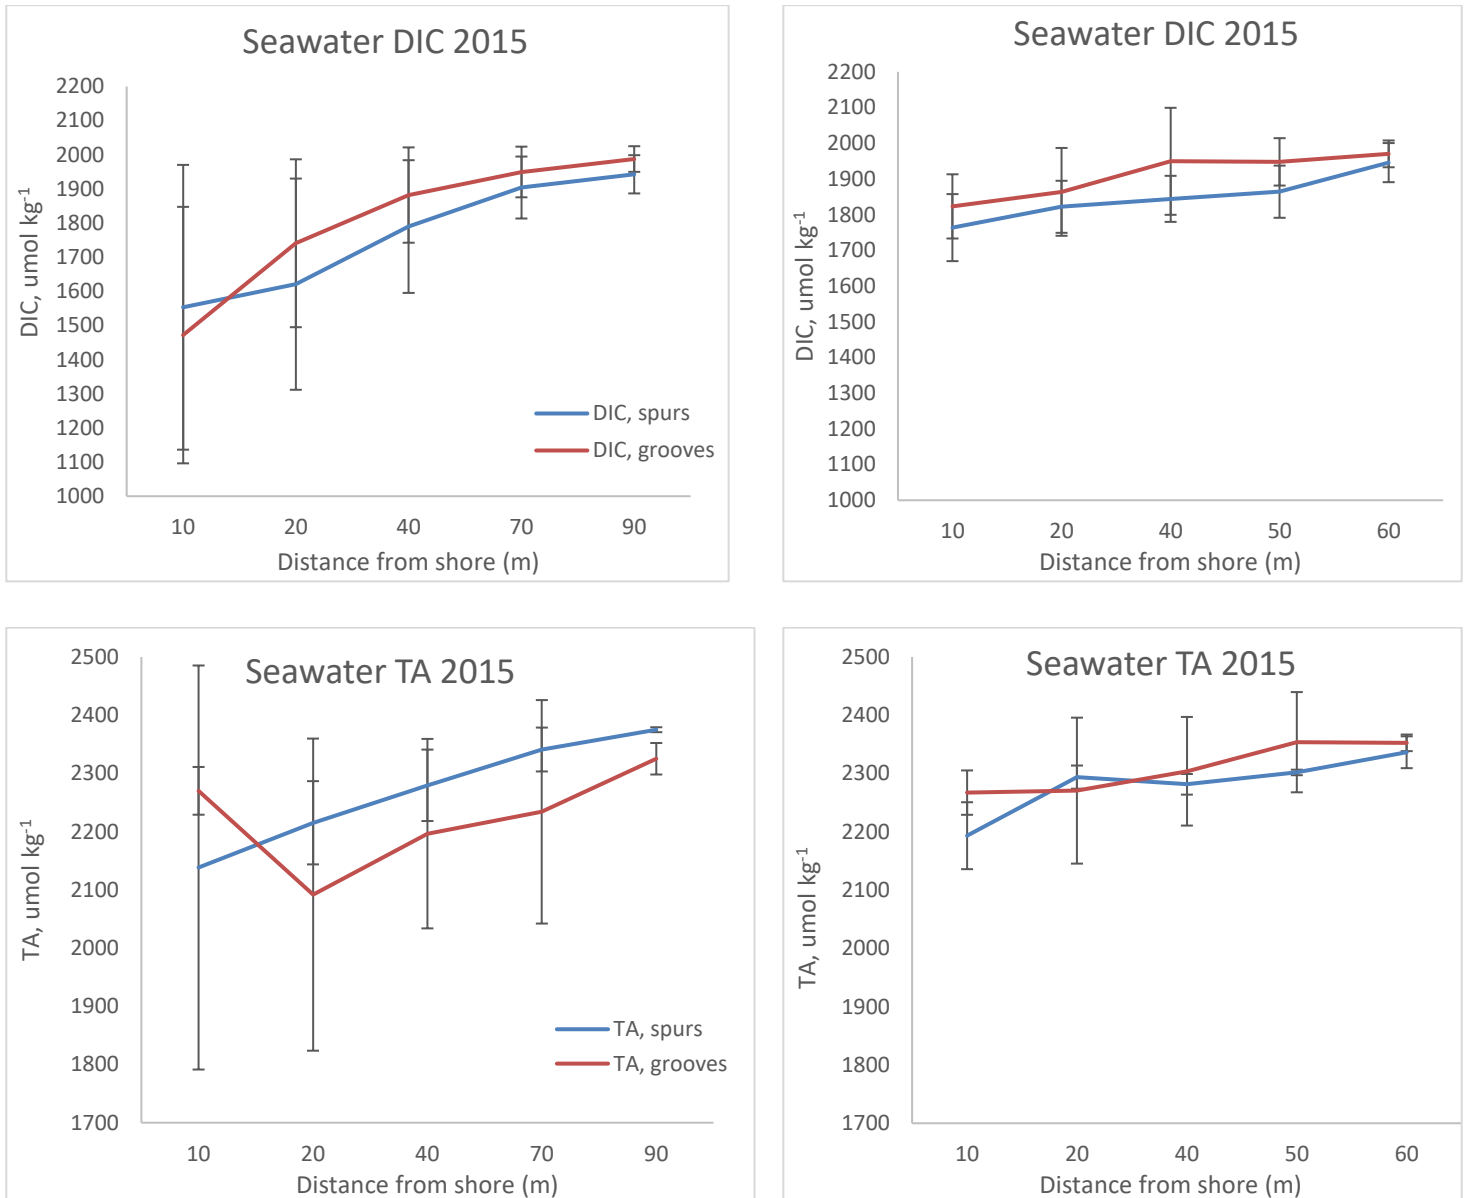 Seawater DIC 2015
2200
2100
2000
1900
1800
1700
1600
1500
1400
1300
1200
1100
1000
DIC, umol kg-1
DIC, spurs
DIC, grooves
10 20 40 70 90
Distance from shore (m)
Seawater DIC 2015
2200
2100
2000
1900
1800
1700
1600
1500
1400
1300
1200
1100
1000
DIC, umol kg-1
10 20 40 50 60
Distance from shore (m)
Seawater TA 2015
2500
2400
2300
2200
2100
2000
1900
1800
1700
TA, umol kg-1
TA, spurs
TA, grooves
10 20 40 70 90
Distance from shore (m)
Seawater TA 2015
2500
2400
2300
2200
2100
2000
1900
1800
1700
TA, umol kg-1
10 20 40 50 60
Distance from shore (m)